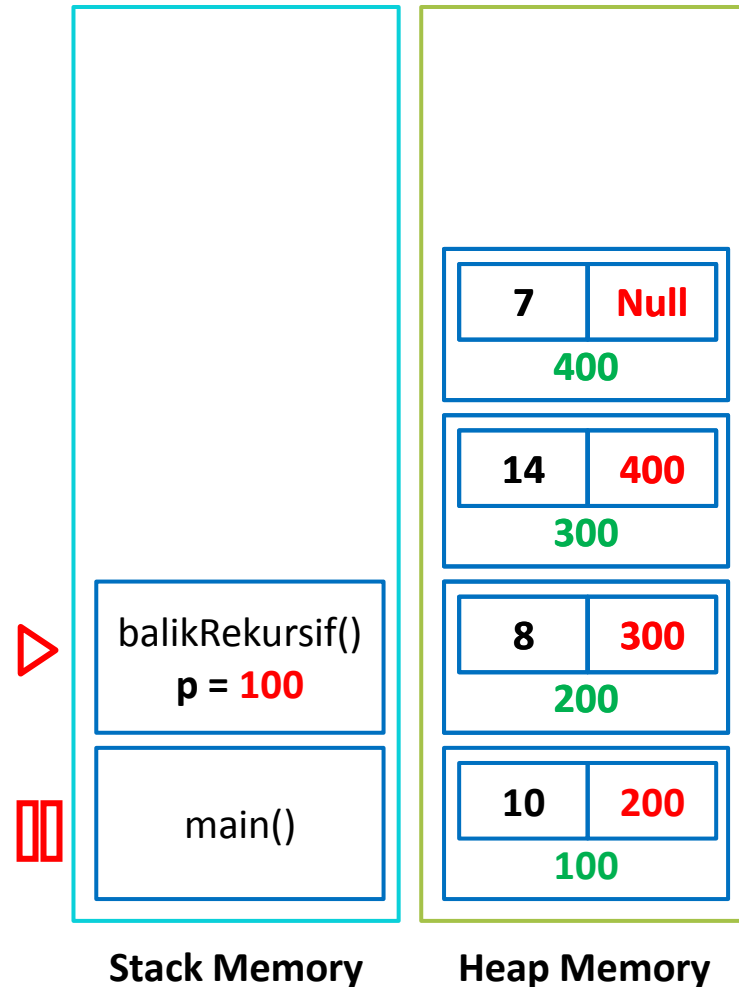 balikRekursif()
p = 100
main()
Stack Memory
7 Null
400
14 400
300
8 300
200
10 200
100
Heap Memory